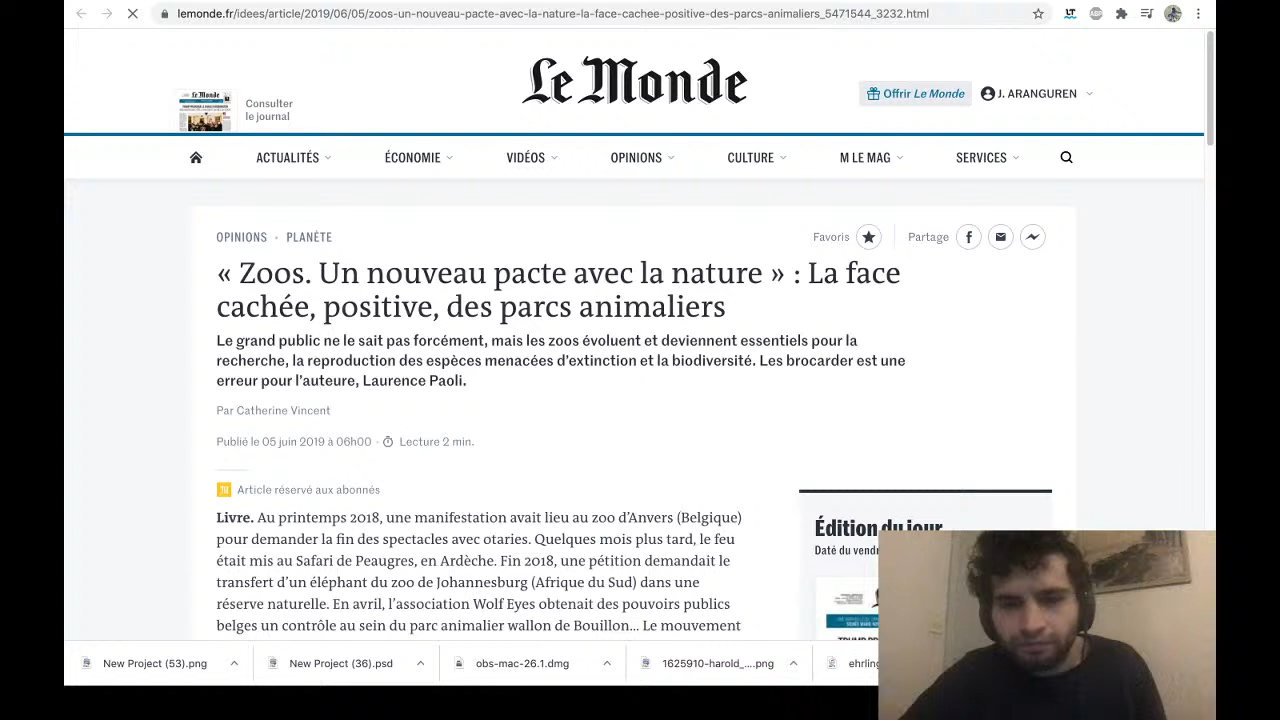 lemonde.fr/idees/article/2019/06/05/zoos-un-nouveau-pacte-avec-la-nature-la-face-cachee-positive-des-parcs-animaliers_5471544_3232.html
Le Monde
Consulter
le journal
Offrir Le Monde
J. ARANGUREN
ACTUALITÉS
ÉCONOMIE
VIDÉOS
OPINIONS
CULTURE
M LE MAG
SERVICES
OPINIONS • PLANÈTE
Favoris
Partage
« Zoos. Un nouveau pacte avec la nature » : La face
cachée, positive, des parcs animaliers
Le grand public ne le sait pas forcément, mais les zoos évoluent et deviennent essentiels pour la
recherche, la reproduction des espèces menacées d’extinction et la biodiversité. Les brocarder est une
erreur pour l’auteure, Laurence Paoli.
Par Catherine Vincent
Publié le 05 juin 2019 à 06h00 - Lecture 2 min.
Article réservé aux abonnés
Livre. Au printemps 2018, une manifestation avait lieu au zoo d’Anvers (Belgique)
pour demander la fin des spectacles avec otaries. Quelques mois plus tard, le feu
était mis au Safari de Peaugres, en Ardèche. Fin 2018, une pétition demandait le
transfert d’un éléphant du zoo de Johannesburg (Afrique du Sud) dans une
réserve naturelle. En avril, l’association Wolf Eyes obtenait des pouvoirs publics
belges un contrôle au sein du parc animalier wallon de Bouillon... Le mouvement
Édition du jour
Daté du vendr
New Project (53).png
New Project (36).psd
obs-mac-26.1.dmg
1625910-harold_....png
ehrling